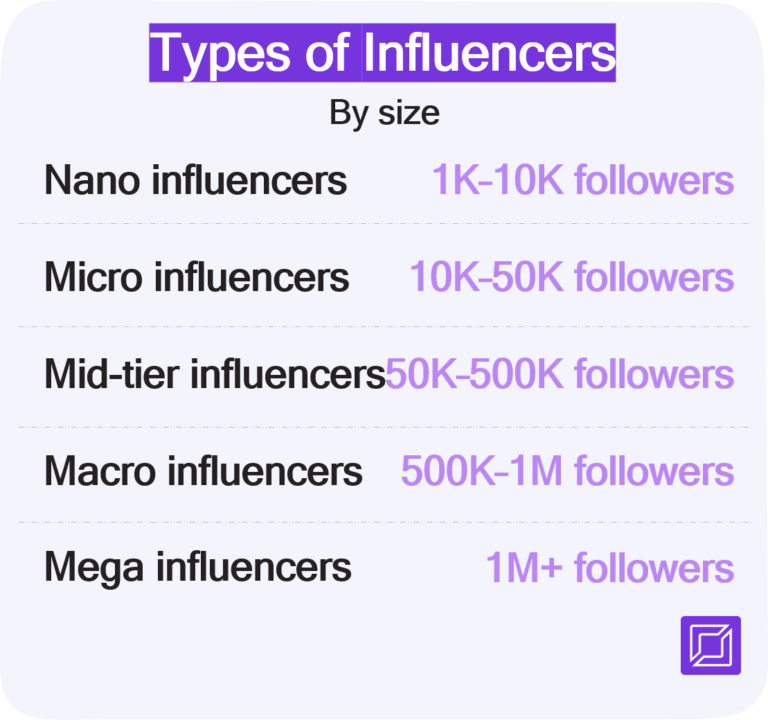 Types of Influencers
By size
Nano influencers 1K-10K followers
Micro influencers 10K-50K followers
Mid-tier influencers 50K-500K followers
Macro influencers 500K-1M followers
Mega influencers 1M+ followers